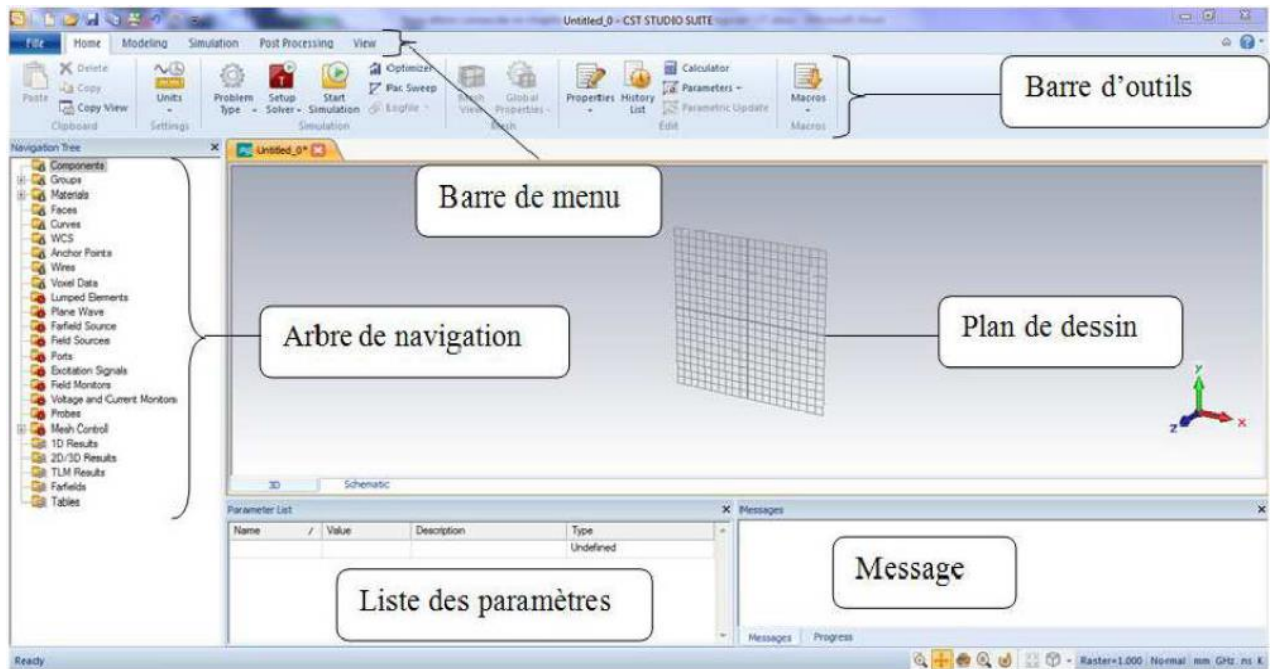 Untitled_0 - CST STUDIO SUITE
File Home Modeling Simulation Post Processing View
Paste
Delete
Copy
Copy View
Clipboard
Units
Settings
Problem Type
Setup Solver
Start Simulation
Optimizer
Par. Sweep
Logfile
Simulation
Mesh View
Global Properties
Mesh
Properties
History List
Calculator
Parameters
Parametric Update
Edit
Macros
Macros
Barre d'outils
Navigation Tree
Untitled_0*
Components
Groups
Materials
Faces
Curves
WCS
Anchor Points
Wires
Voxel Data
Lumped Elements
Plane Wave
Farfield Source
Field Sources
Ports
Excitation Signals
Field Monitors
Voltage and Current Monitors
Probes
Mesh Control
1D Results
2D/3D Results
TLM Results
Farfields
Tables
Barre de menu
Arbre de navigation
Plan de dessin
y
x
z
3D Schematic
Parameter List
Name / Value Description Type
Undefined
Liste des paramètres
Messages
Message
Messages Progress
Ready
Raster=1.000 Normal mm GHz ns K